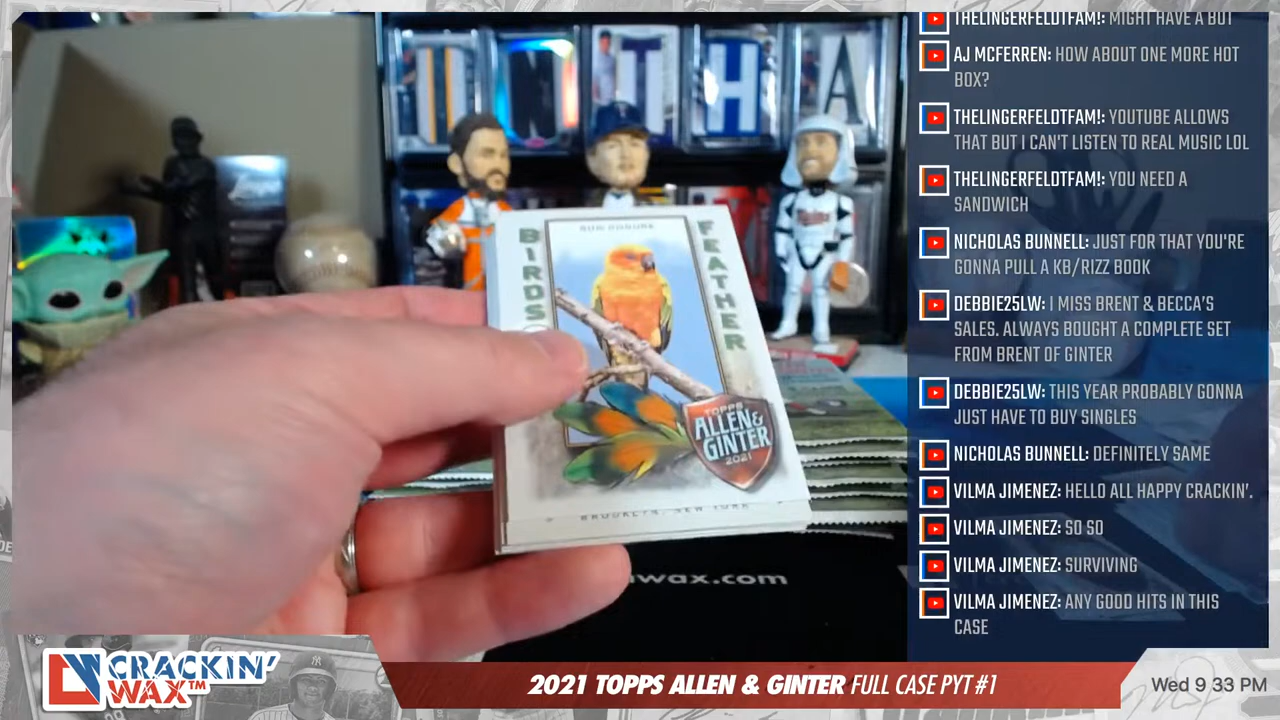 THELINGERFELTFAM!: MIGHT HAVE A BUT
AJ MCFERREN: HOW ABOUT ONE MORE HOT
BOX?
THELINGERFELDTFAM!: YOUTUBE ALLOWS
THAT BUT I CAN'T LISTEN TO REAL MUSIC LOL
THELINGERFELDTFAM!: YOU NEED A
SANDWICH
NICHOLAS BUNNELL: JUST FOR THAT YOU'RE
GONNA PULL A KB/RIZZ BOOK
DEBBIE25LW: I MISS BRENT & BECCA'S
SALES. ALWAYS BOUGHT A COMPLETE SET
FROM BRENT OF GINTER
DEBBIE25LW: THIS YEAR PROBABLY GONNA
JUST HAVE TO BUY SINGLES
NICHOLAS BUNNELL: DEFINITELY SAME
VILMA JIMENEZ: HELLO ALL HAPPY CRACKIN'.
VILMA JIMENEZ: SO SO
VILMA JIMENEZ: SURVIVING
VILMA JIMENEZ: ANY GOOD HITS IN THIS
CASE
T H A
SUN CONURE
BIRDS
FEATHER
TOPPS
ALLEN &
GINTER
2021
BROOKLYN, NEW YORK
wax.com
CRACKIN'
WAX™
2021 TOPPS ALLEN & GINTER FULL CASE PYT #1
Wed 9 33 PM